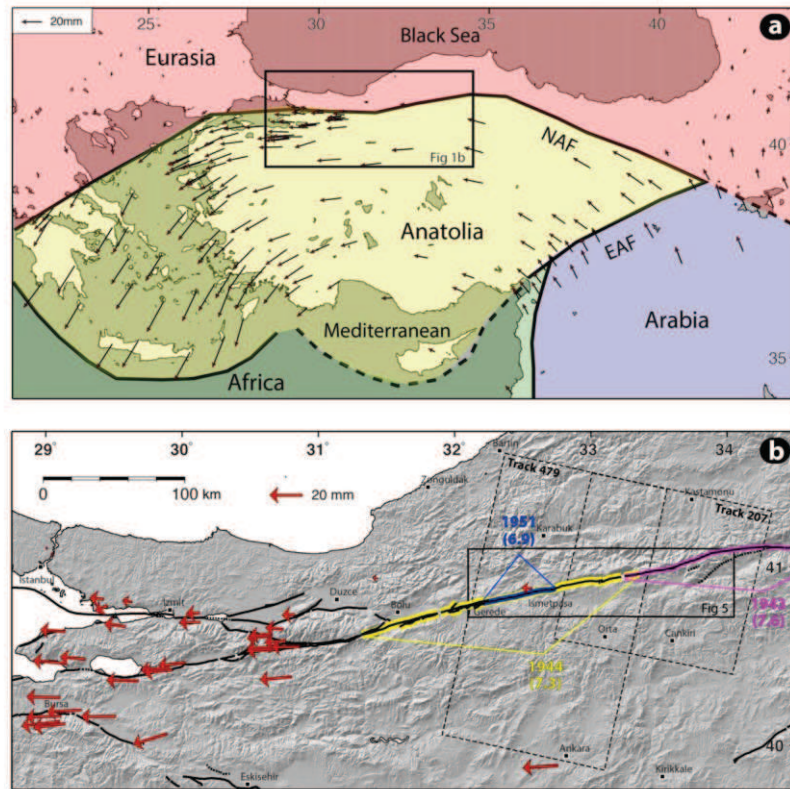 25 30 35 40
20mm
a
Black Sea
Eurasia
NAF
40
Fig 1b
Anatolia
EAF
Arabia
Mediterranean
35
Africa
29˚ 30˚ 31˚ 32˚ 33˚ 34
b
Bartin
Track 479
0 100 km
20 mm
Zonguldak
Kastamonu
Track 207
1951
(6.9)
Karabuk
Istanbul
Izmit
Duzce
41
Bolu
Gerede
Ismetpasa
Fig 5
1943
(7.6)
Orta
Cankiri
1944
(7.3)
Bursa
Ankara
40
Eskisehir
Kirikkale